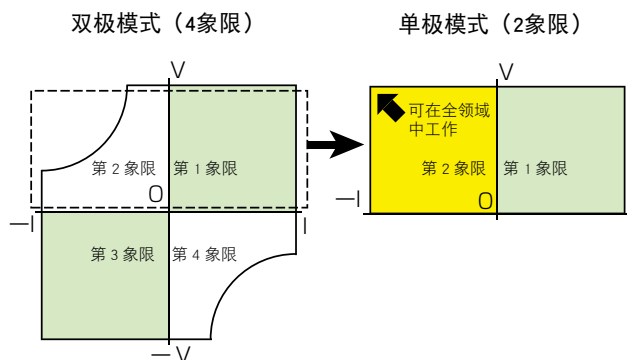 双极模式（4象限）
V
第 2 象限
第 1 象限
O
—I
I
第 3 象限
第 4 象限
—V
单极模式（2象限）
V
可在全领域
中工作
第 2 象限
第 1 象限
—I
O